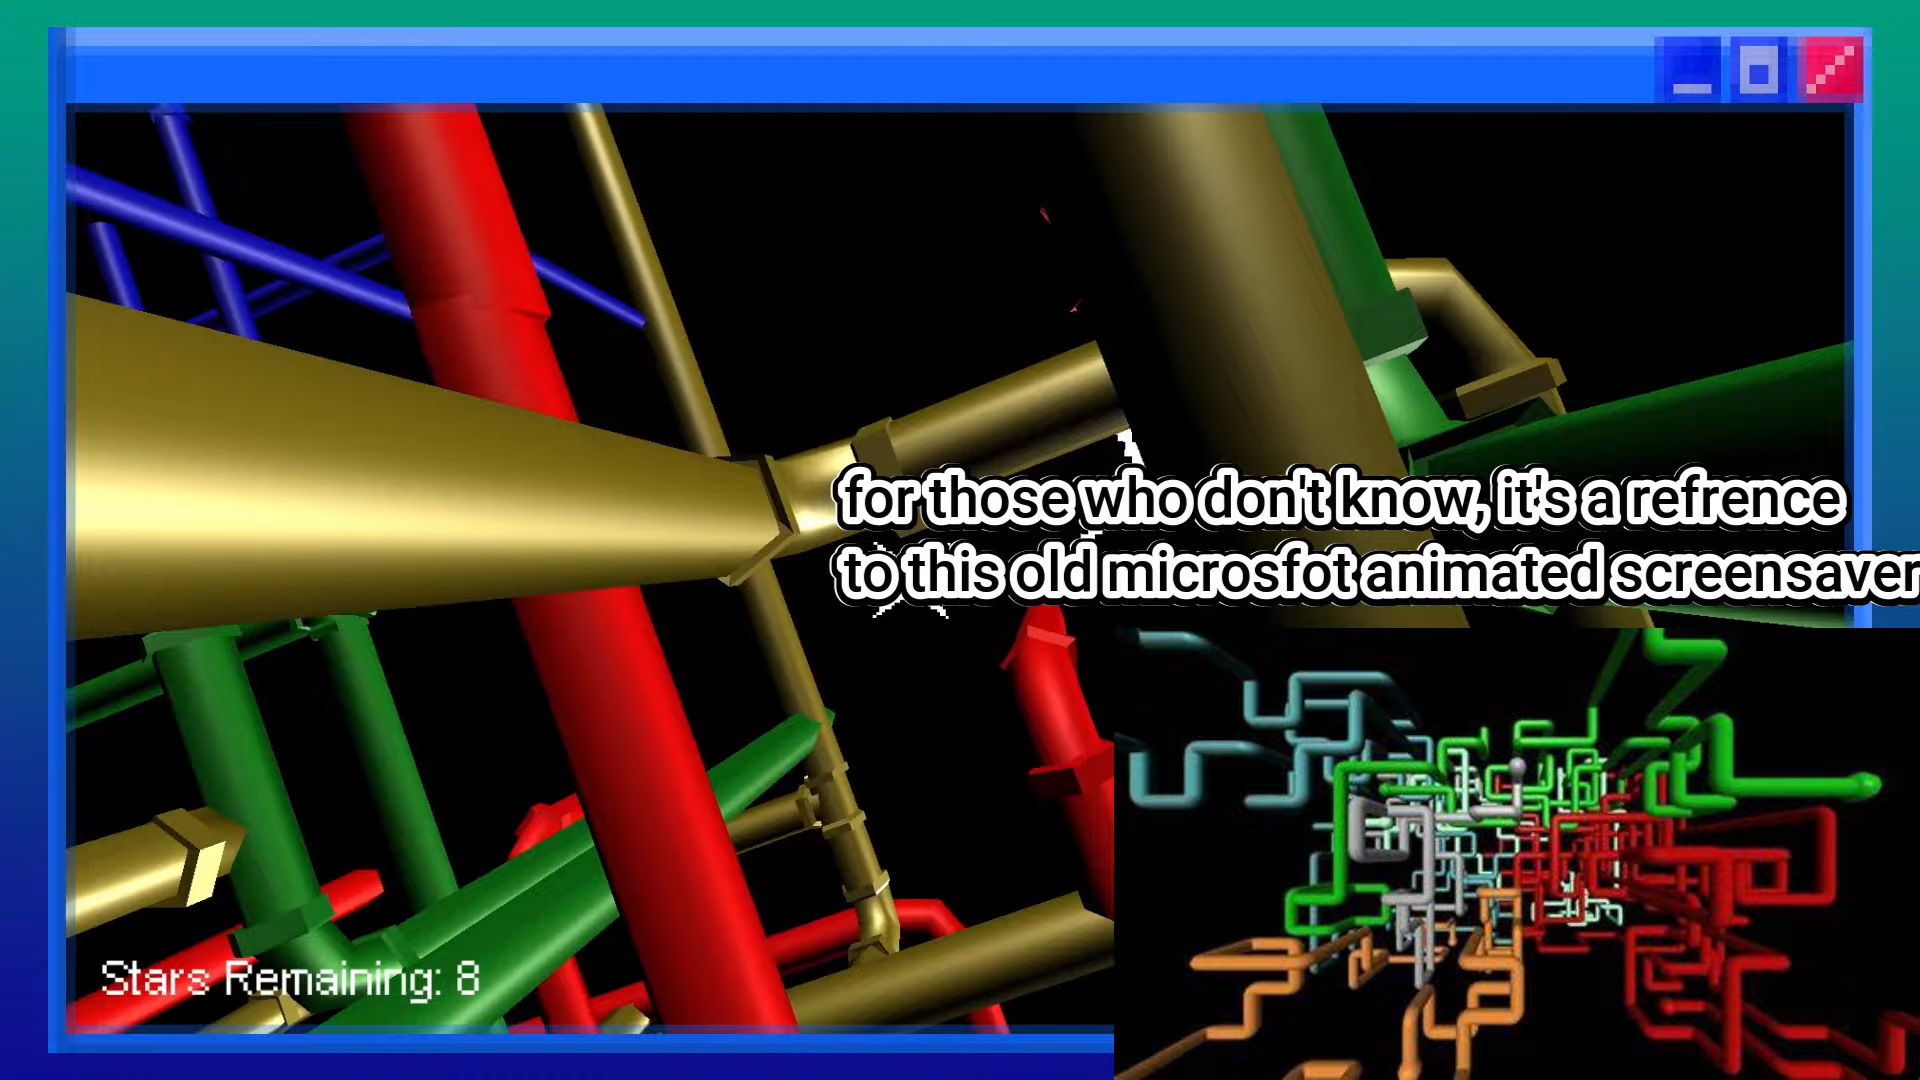 for those who don't know, it's a refrence
to this old microsfot animated screensaver
Stars Remaining: 8